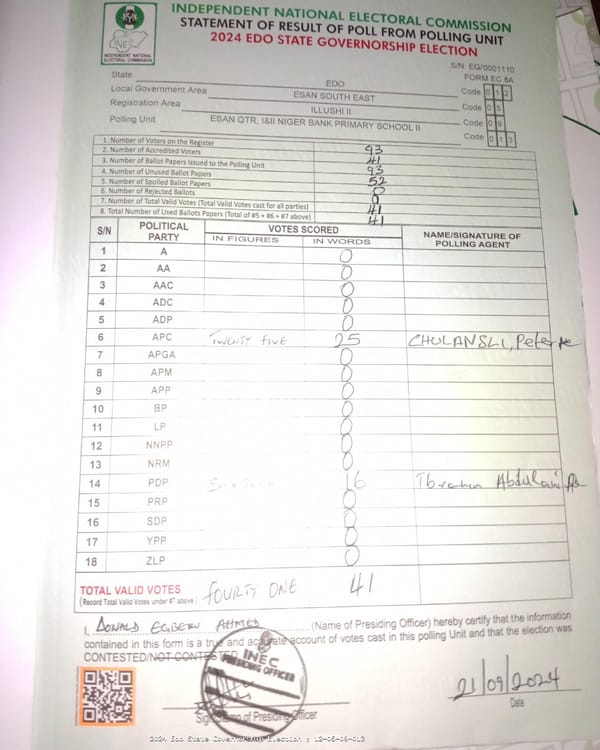 INDEPENDENT NATIONAL ELECTORAL COMMISSION
STATEMENT OF RESULT OF POLL FROM POLLING UNIT
2024 EDO STATE GOVERNORSHIP ELECTION
INEC
INDEPENDENT NATIONAL ELECTORAL COMMISSION
S/N EG/0001110
FORM EC 8A
State EDO Code 0 1 2
Local Government Area ESAN SOUTH EAST Code 0 5
Registration Area ILLUSHI II Code 0 9
Polling Unit ESAN QTR, I&II NIGER BANK PRIMARY SCHOOL II Code 0 1 3
1. Number of Voters on the Register 93
2. Number of Accredited Voters 41
3. Number of Ballot Papers Issued to the Polling Unit 93
4. Number of Unused Ballot Papers 52
5. Number of Spoiled Ballot Papers 0
6. Number of Rejected Ballots 0
7. Number of Total Valid Votes (Total Valid Votes cast for all parties) 41
8. Total Number of Used Ballots Papers (Total of #5 + #6 + #7 above) 41
S/N POLITICAL PARTY VOTES SCORED NAME/SIGNATURE OF POLLING AGENT
IN FIGURES IN WORDS
1 A 0
2 AA 0
3 AAC 0
4 ADC 0
5 ADP 0
6 APC TWENTY FIVE 25 Peter
7 APGA 0
8 APM 0
9 APP 0
10 BP 0
11 LP 0
12 NNPP 0
13 NRM 0
14 PDP Sixteen 16
15 PRP 0
16 SDP 0
17 YPP 0
18 ZLP 0
TOTAL VALID VOTES FOURTY ONE 41
(Record Total Valid Votes under #7 above)
I, DONALD EGBEKU AHMED (Name of Presiding Officer) hereby certify that the information
contained in this form is a true and accurate account of votes cast in this polling Unit and that the election was
CONTESTED/NOT CONTESTED
INEC
PRESIDING OFFICER
21/09/2024
Sign/Stamp of Presiding Officer
Date
2024 Edo State Governorship Election : 12-05-09-013